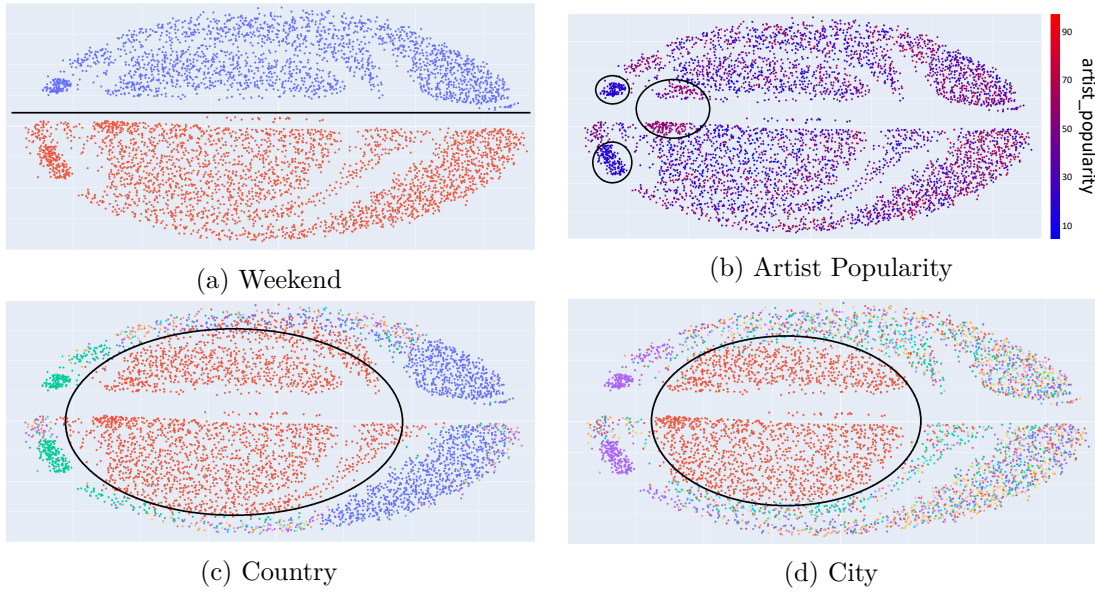 90
70
50
30
10
artist_popularity
(a) Weekend
(b) Artist Popularity
(c) Country
(d) City